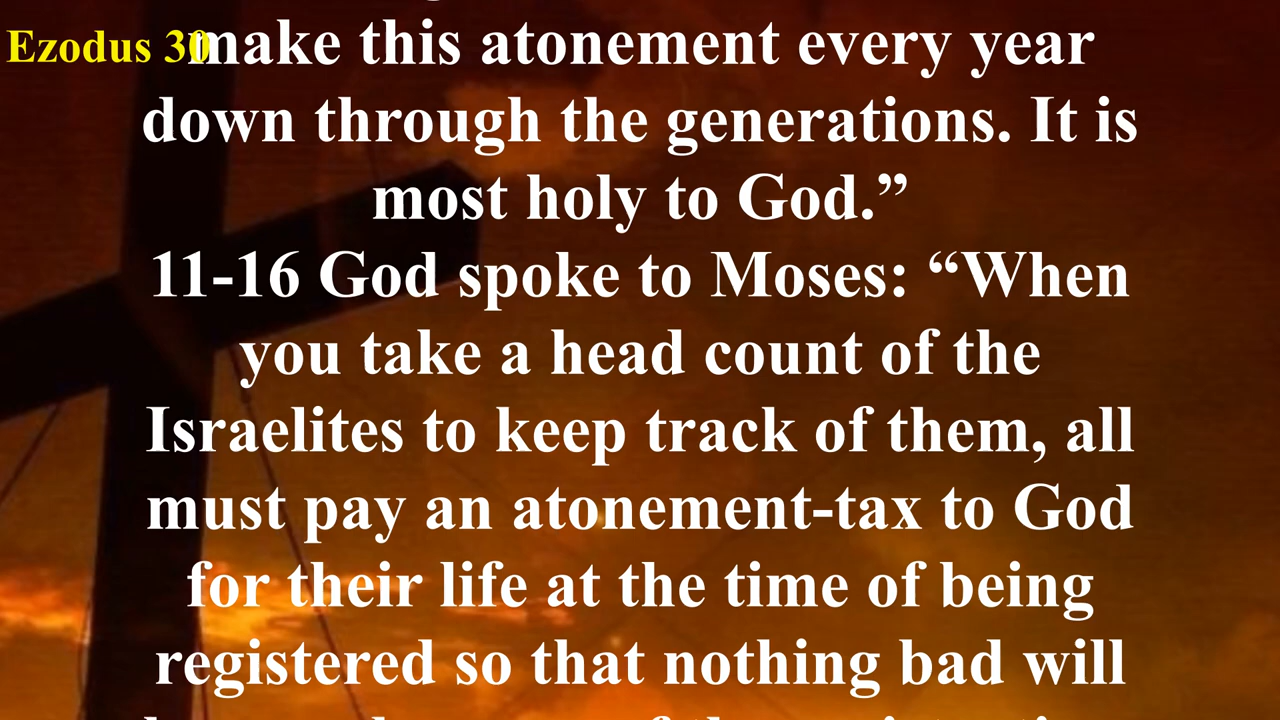 Ezodus 30
make this atonement every year
down through the generations. It is
most holy to God.”
11-16 God spoke to Moses: “When
you take a head count of the
Israelites to keep track of them, all
must pay an atonement-tax to God
for their life at the time of being
registered so that nothing bad will